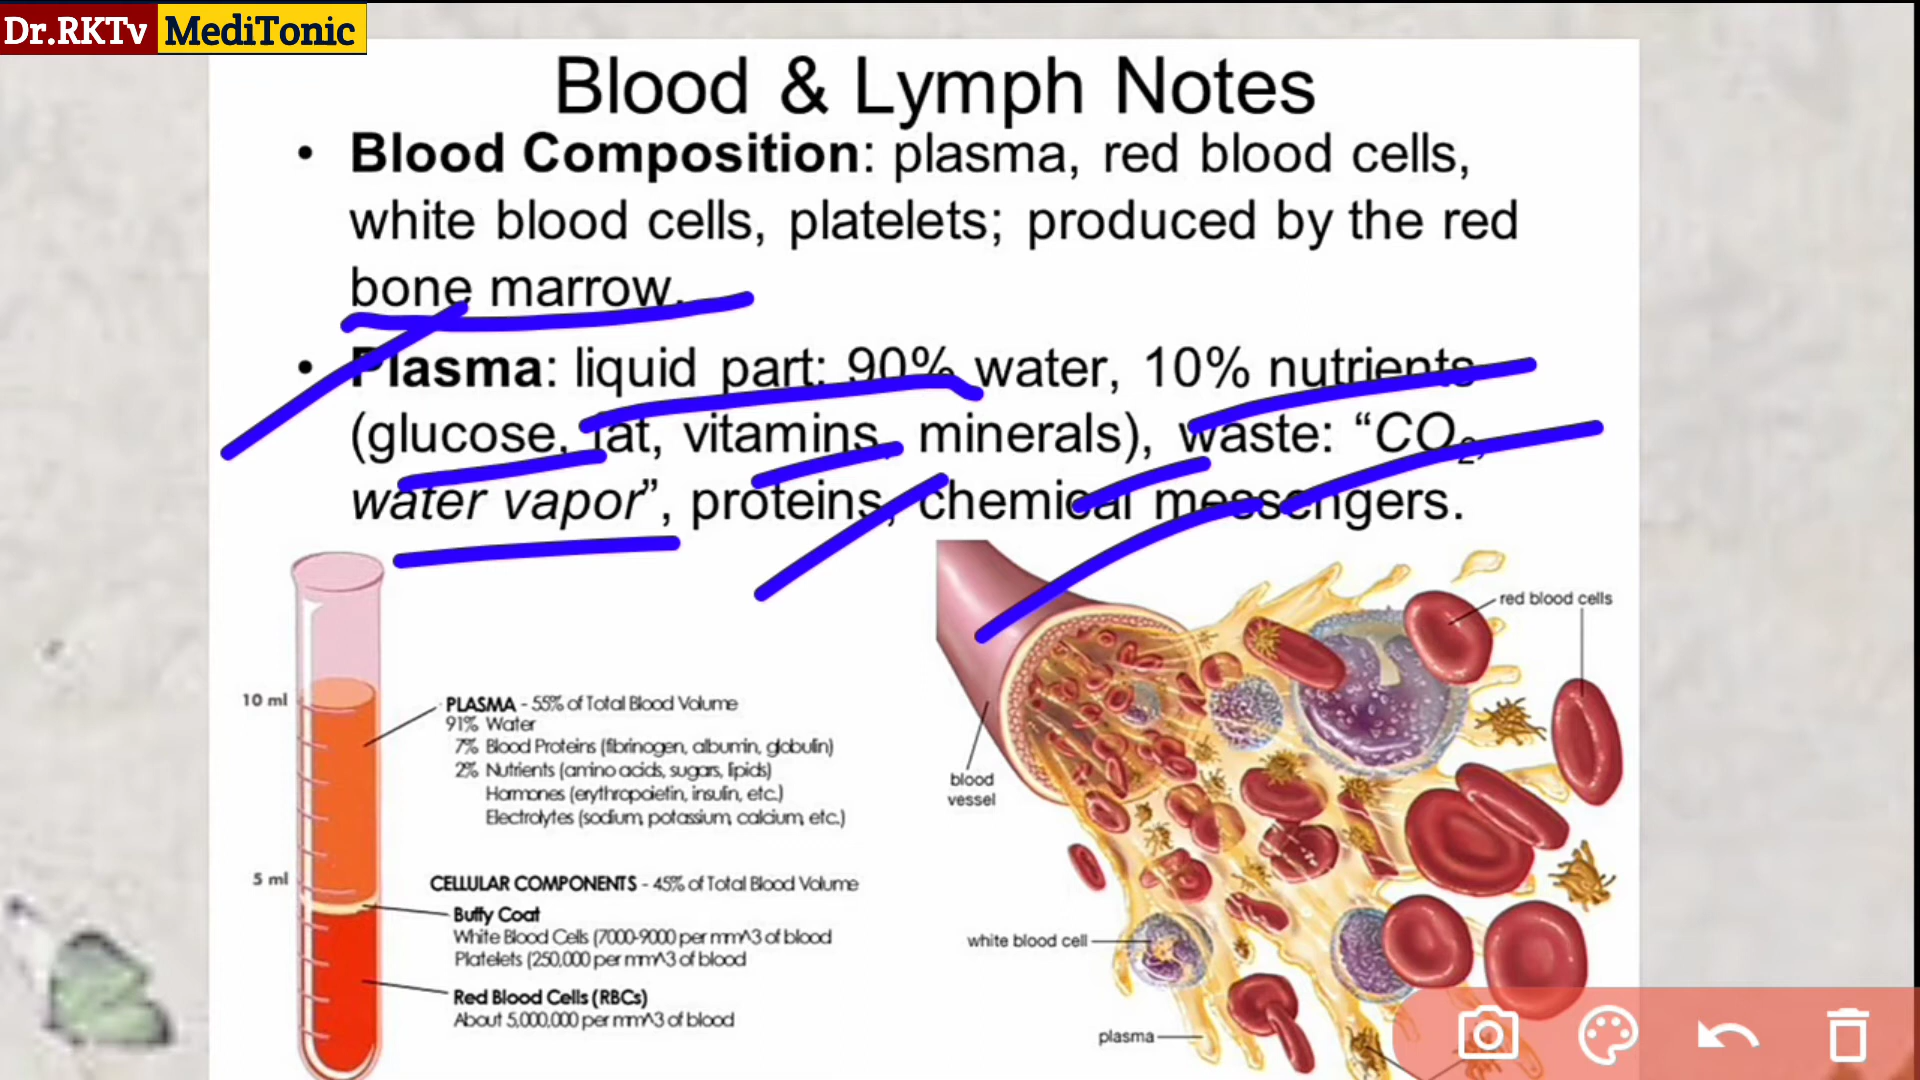 Dr.RKTv MediTonic
Blood & Lymph Notes
• Blood Composition: plasma, red blood cells,
white blood cells, platelets; produced by the red
bone marrow.
• Plasma: liquid part: 90% water, 10% nutrients
(glucose, fat, vitamins, minerals), waste: “CO₂,
water vapor”, proteins, chemical messengers.
10 ml
5 ml
PLASMA - 55% of Total Blood Volume
91% Water
7% Blood Proteins (fibrinogen, albumin, globulin)
2% Nutrients (amino acids, sugars, lipids)
Hormones (erythropoietin, insulin, etc.)
Electrolytes (sodium, potassium, calcium, etc.)
CELLULAR COMPONENTS - 45% of Total Blood Volume
Buffy Coat
White Blood Cells (7000-9000 per mm^3 of blood
Platelets (250,000 per mm^3 of blood
Red Blood Cells (RBCs)
About 5,000,000 per mm^3 of blood
red blood cells
blood
vessel
white blood cell
plasma